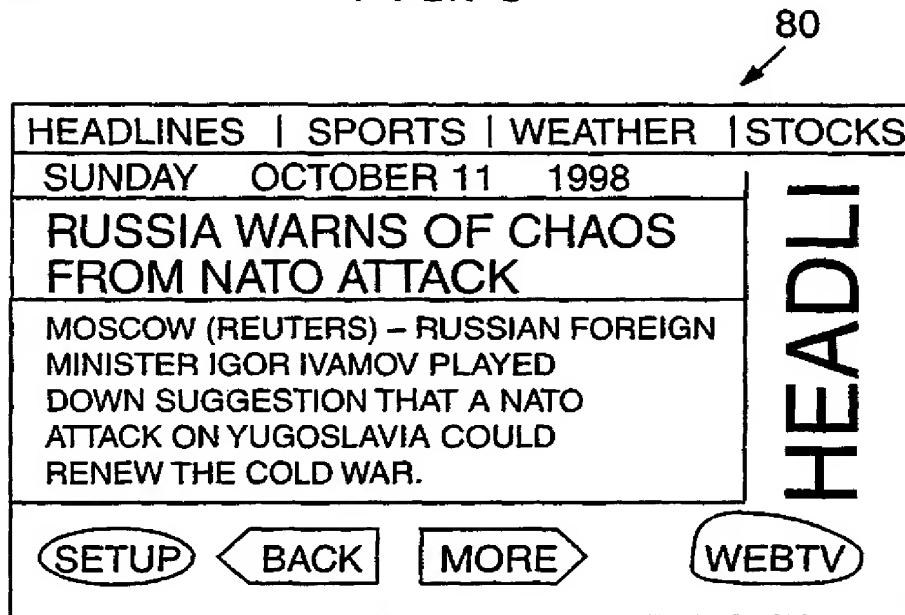 80
HEADLINES | SPORTS | WEATHER | STOCKS
SUNDAY OCTOBER 11 1998
RUSSIA WARNS OF CHAOS
FROM NATO ATTACK
MOSCOW (REUTERS) – RUSSIAN FOREIGN
MINISTER IGOR IVAMOV PLAYED
DOWN SUGGESTION THAT A NATO
ATTACK ON YUGOSLAVIA COULD
RENEW THE COLD WAR.
HEADLI
SETUP BACK MORE WEBTV